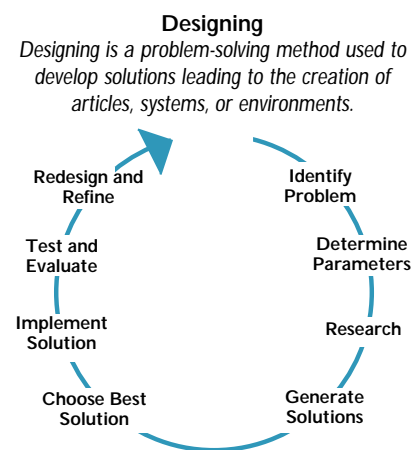 Designing
Designing is a problem-solving method used to
develop solutions leading to the creation of
articles, systems, or environments.
Identify
Problem
Determine
Parameters
Research
Generate
Solutions
Choose Best
Solution
Implement
Solution
Test and
Evaluate
Redesign and
Refine